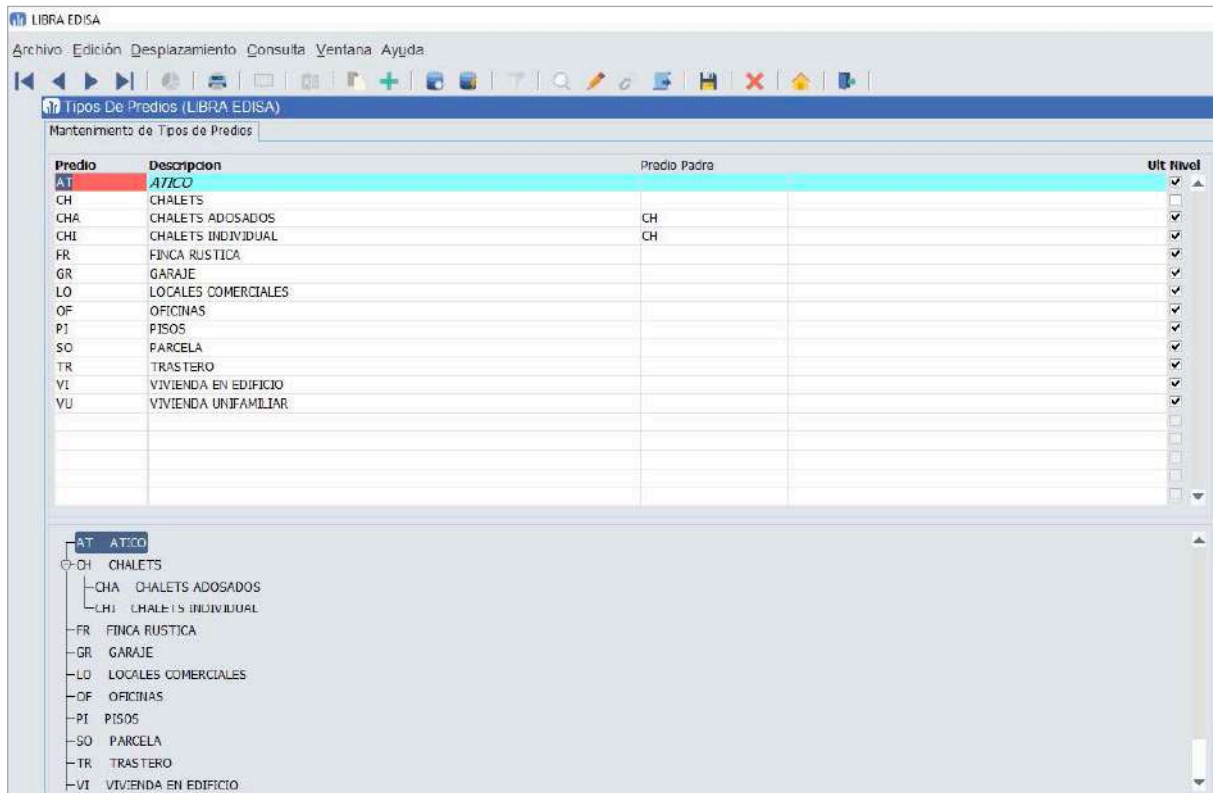 LIBRA EDISA
Archivo Edición Desplazamiento Consulta Ventana Ayuda
Tipos De Predios (LIBRA EDISA)
Mantenimiento de Tipos de Predios
Predio Descripcion Predio Padre Ult Nivel
AT ATICO
CH CHALETS
CHA CHALETS ADOSADOS CH
CHI CHALETS INDIVIDUAL CH
FR FINCA RUSTICA
GR GARAJE
LO LOCALES COMERCIALES
OF OFICINAS
PI PISOS
SO PARCELA
TR TRASTERO
VI VIVIENDA EN EDIFICIO
VU VIVIENDA UNIFAMILIAR
AT ATICO
CH CHALETS
CHA CHALETS ADOSADOS
CHI CHALETS INDIVIDUAL
FR FINCA RUSTICA
GR GARAJE
LO LOCALES COMERCIALES
OF OFICINAS
PI PISOS
SO PARCELA
TR TRASTERO
VI VIVIENDA EN EDIFICIO